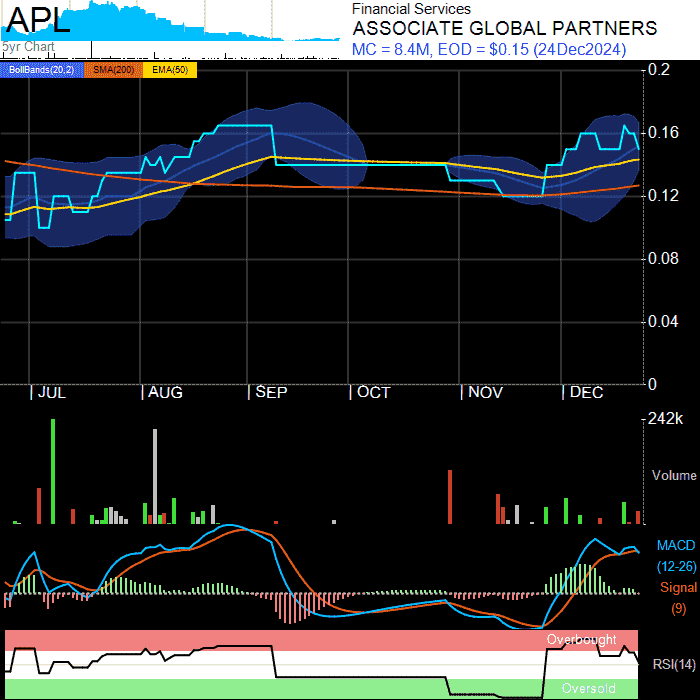 APL
5yr Chart
Financial Services
ASSOCIATE GLOBAL PARTNERS
MC = 8.4M, EOD = $0.15 (24Dec2024)
BollBands(20,2) SMA(200) EMA(50)
0.2
0.16
0.12
0.08
0.04
0
JUL AUG SEP OCT NOV DEC
242k
Volume
MACD
(12-26)
Signal
(9)
Overbought
RSI(14)
Oversold